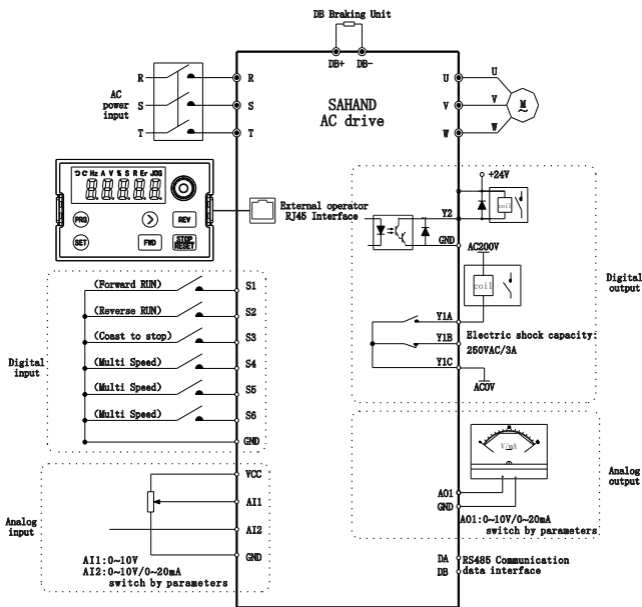 DB Braking Unit
DB+ DB-
R
AC power input
S
T
R
S
T
SAHAND
AC drive
U
V
W
U
V
W
M
~
Hz A V % S R Er JOG
8.8.8.8.8.
PRG
>
REV
SET
FWD
STOP
RESET
External operator
RJ45 Interface
+24V
coil
Y2
GND
AC200V
coil
Y1A
Y1B
Y1C
Electric shock capacity:
250VAC/3A
AC0V
Digital
output
(Forward RUN)
S1
(Reverse RUN)
S2
(Coast to stop)
S3
(Multi Speed)
S4
(Multi Speed)
S5
(Multi Speed)
S6
GND
Digital
input
VCC
AI1
AI2
GND
Analog
input
AI1:0~10V
AI2:0~10V/0~20mA
switch by parameters
V/mA
AO1
GND
AO1:0~10V/0~20mA
switch by parameters
Analog
output
DA
DB
RS485 Communication
data interface